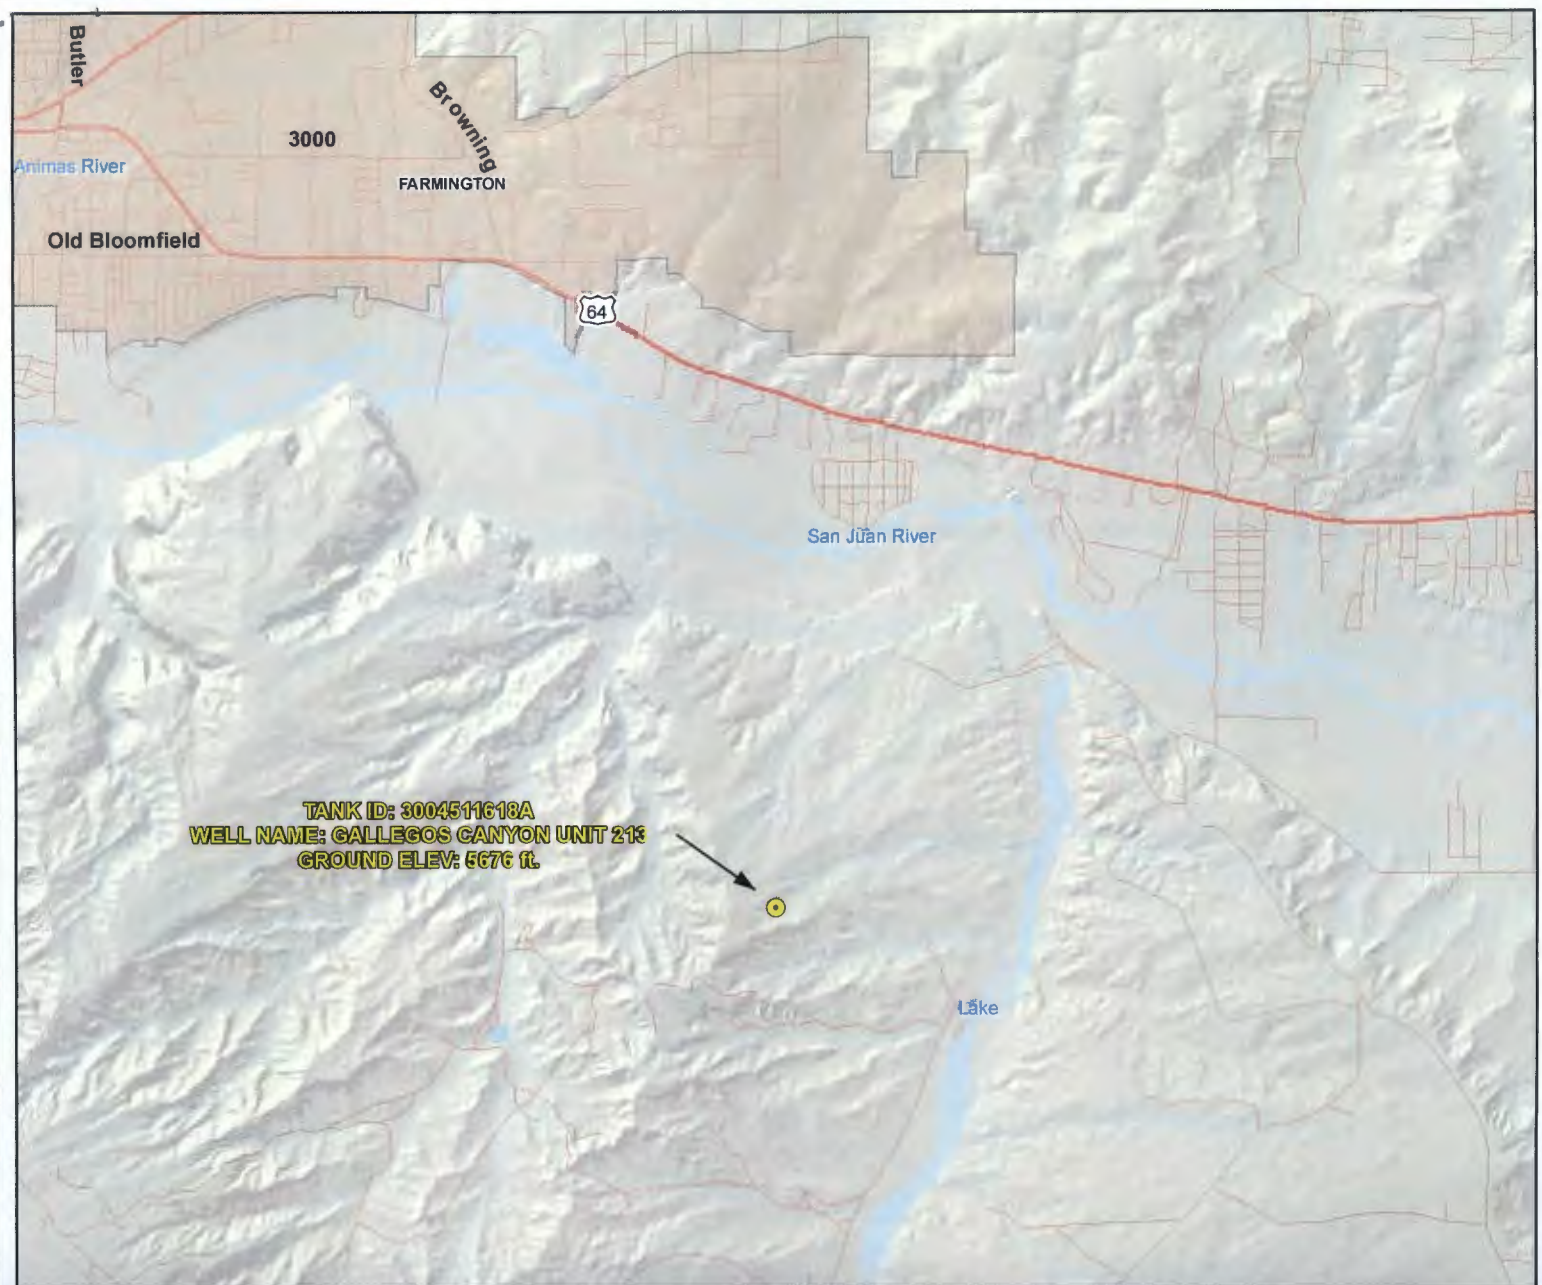 Butler
Browning
3000
Animas River
FARMINGTON
Old Bloomfield
64
San Juan River
TANK ID: 3004511618A
WELL NAME: GALLEGOS CANYON UNIT 213
GROUND ELEV: 5676 ft.
Lake